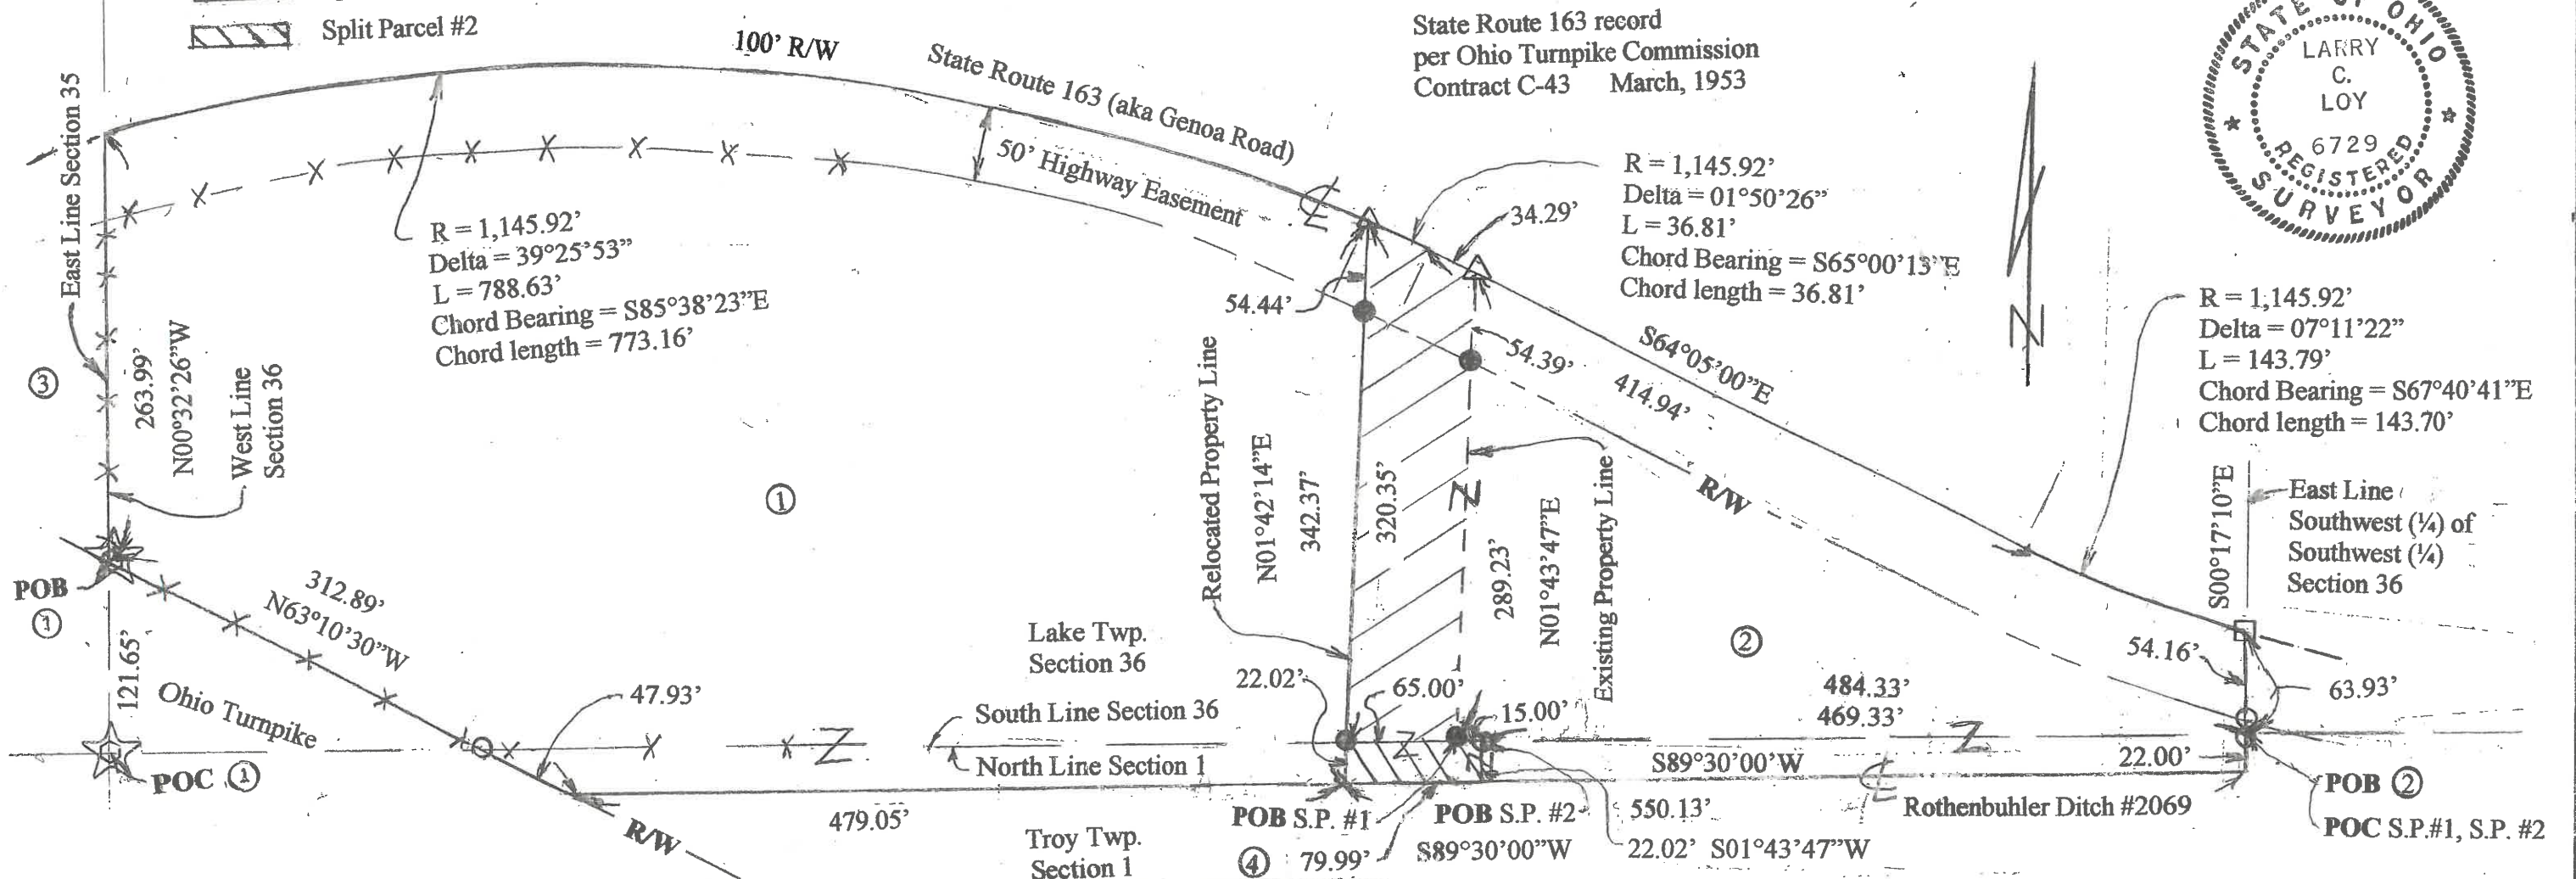 Split Parcel #2
100' R/W
State Route 163 (aka Genoa Road)
50' Highway Easement
State Route 163 record
per Ohio Turnpike Commission
Contract C-43 March, 1953
STATE OF OHIO
LARRY
C.
LOY
6729
REGISTERED
SURVEYOR
East Line Section 35
R = 1,145.92'
Delta = 39°25'53"
L = 788.63'
Chord Bearing = S85°38'23"E
Chord length = 773.16'
R = 1,145.92'
Delta = 01°50'26"
L = 36.81'
Chord Bearing = S65°00'13"E
Chord length = 36.81'
34.29'
R = 1,145.92'
Delta = 07°11'22"
L = 143.79'
Chord Bearing = S67°40'41"E
Chord length = 143.70'
N
54.44'
54.39'
S64°05'00"E
414.94'
R/W
③
263.99'
N00°32'26"W
West Line
Section 36
①
Relocated Property Line
N01°42'14"E
342.37'
320.35'
Z
289.23'
N01°43'47"E
Existing Property Line
②
S00°17'10"E
East Line
Southwest (¼) of
Southwest (¼)
Section 36
POB
①
121.65'
312.89'
N63°10'30"W
Ohio Turnpike
POC ①
47.93'
Lake Twp.
Section 36
South Line Section 36
North Line Section 1
Z
22.02'
65.00'
Z
15.00'
484.33'
469.33'
S89°30'00"W
Z
54.16'
63.93'
22.00'
POB ②
POC S.P.#1, S.P. #2
Rothenbuhler Ditch #2069
R/W
479.05'
Troy Twp.
Section 1
POB S.P. #1
④ 79.99'
POB S.P. #2
S89°30'00"W
550.13'
22.02' S01°43'47"W